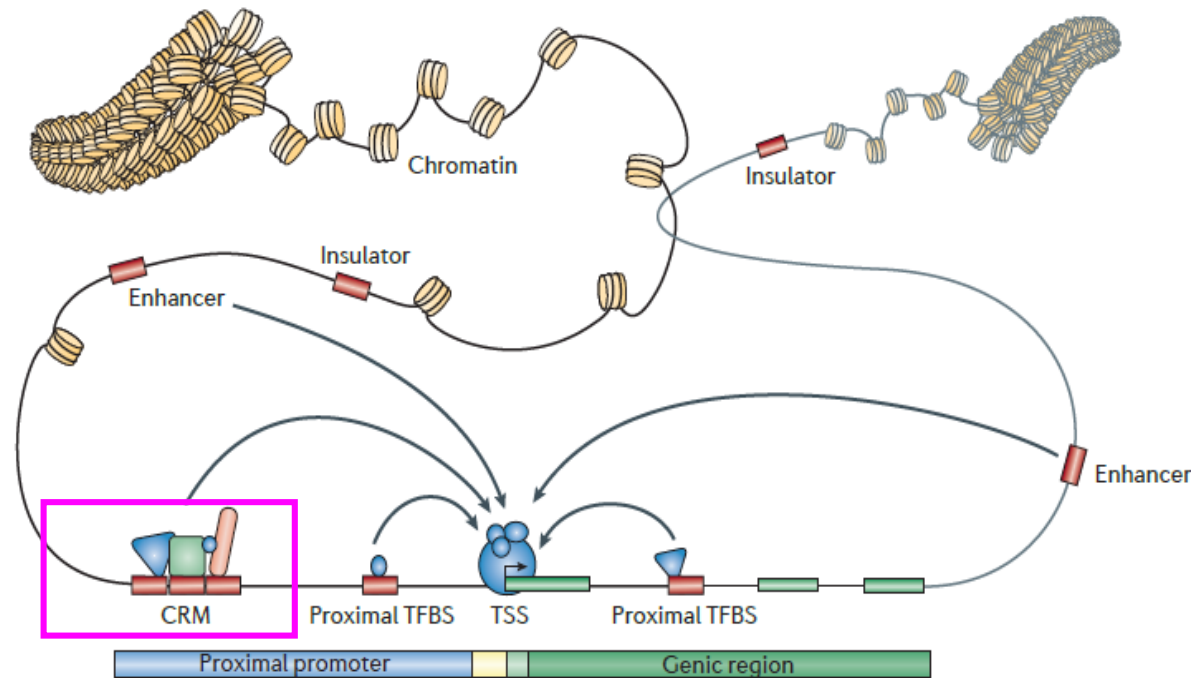 Chromatin
Insulator
Insulator
Enhancer
Enhancer
CRM
Proximal TFBS
TSS
Proximal TFBS
Proximal promoter
Genic region